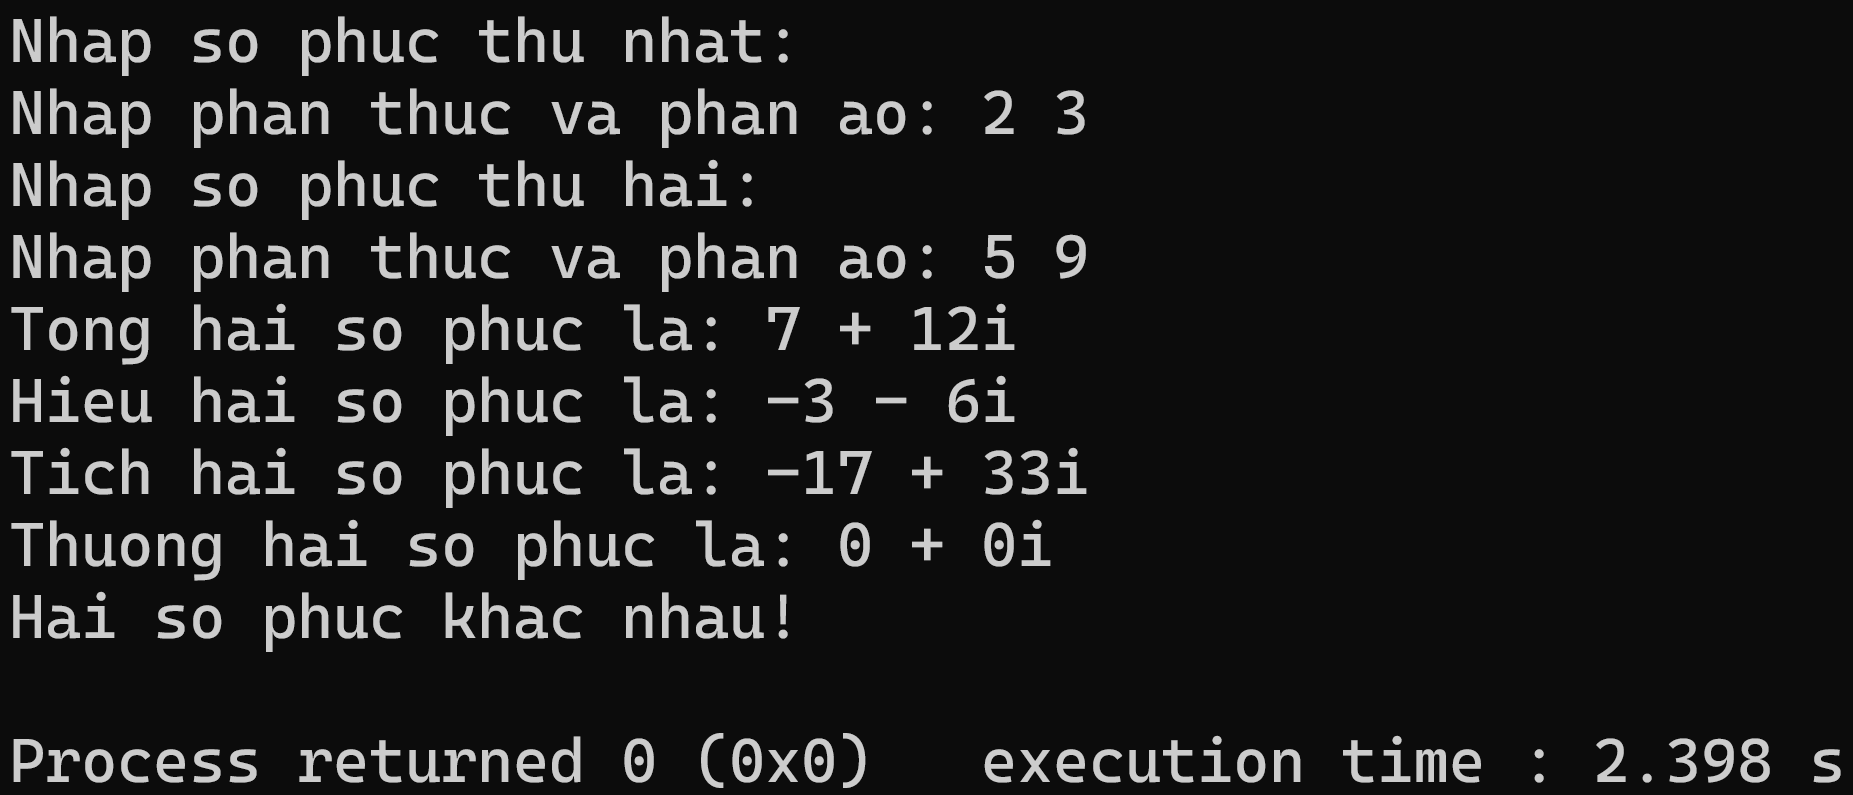 Nhap so phuc thu nhat:
Nhap phan thuc va phan ao: 2 3
Nhap so phuc thu hai:
Nhap phan thuc va phan ao: 5 9
Tong hai so phuc la: 7 + 12i
Hieu hai so phuc la: -3 - 6i
Tich hai so phuc la: -17 + 33i
Thuong hai so phuc la: 0 + 0i
Hai so phuc khac nhau!
Process returned 0 (0x0)   execution time : 2.398 s